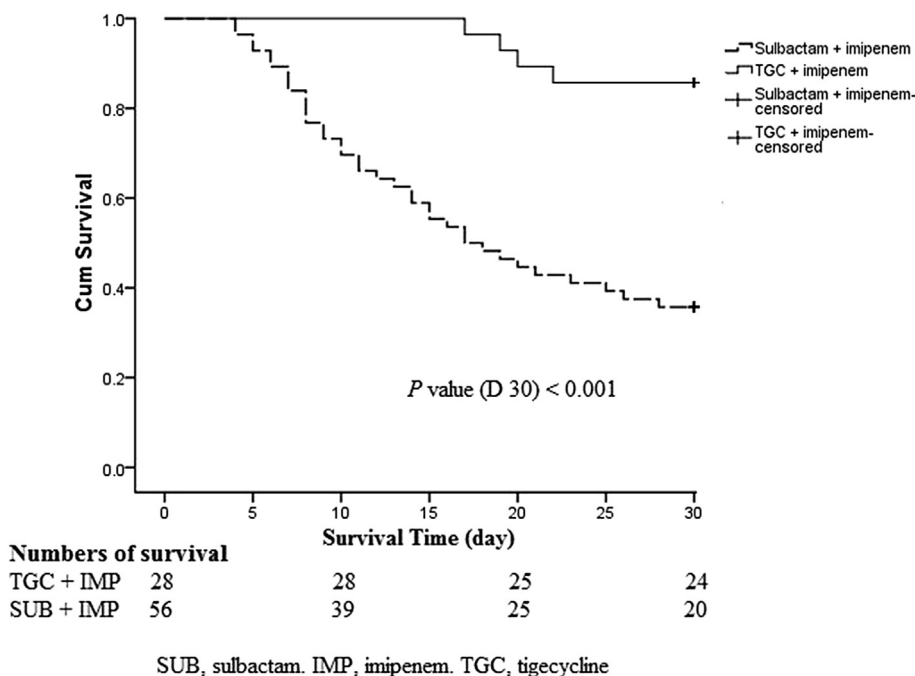 1.0
0.8
0.6
0.4
0.2
0.0
Cum Survival
Sulbactam + imipenem
TGC + imipenem
Sulbactam + imipenem-
censored
TGC + imipenem-
censored
P value (D 30) < 0.001
0 5 10 15 20 25 30
Survival Time (day)
Numbers of survival
TGC + IMP 28 28 25 24
SUB + IMP 56 39 25 20
SUB, sulbactam. IMP, imipenem. TGC, tigecycline